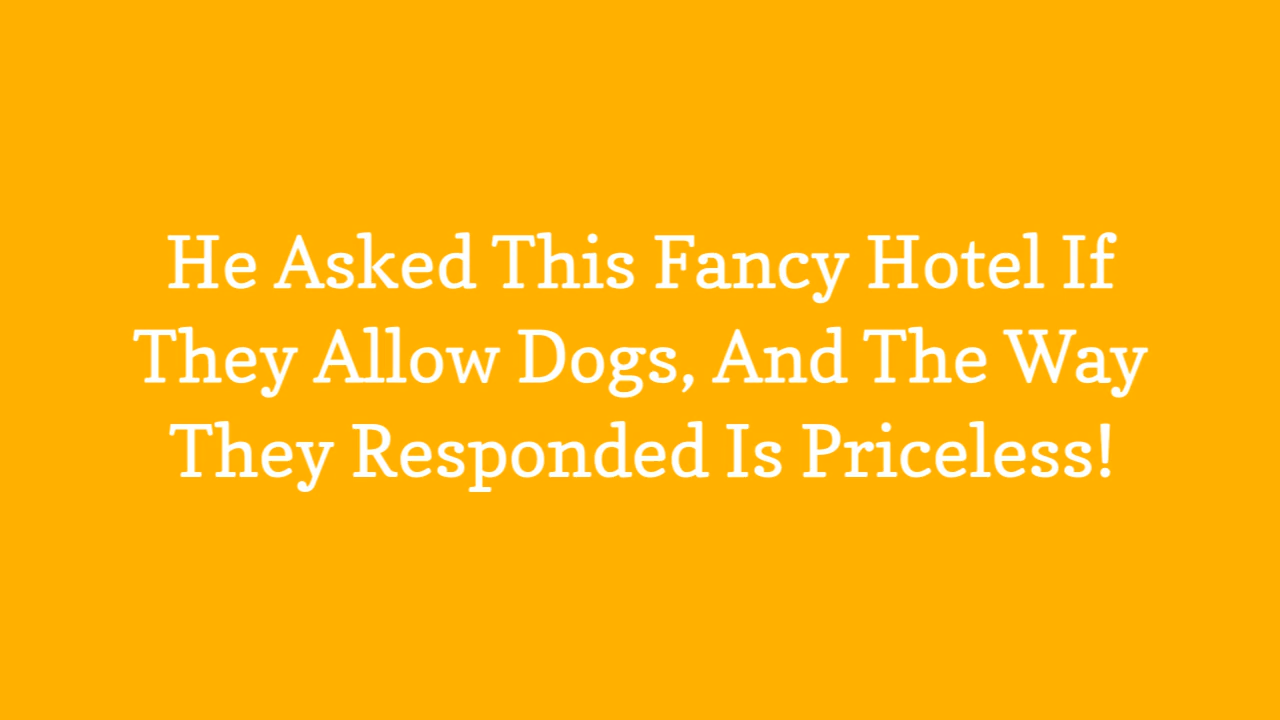 He Asked This Fancy Hotel If
They Allow Dogs, And The Way
They Responded Is Priceless!